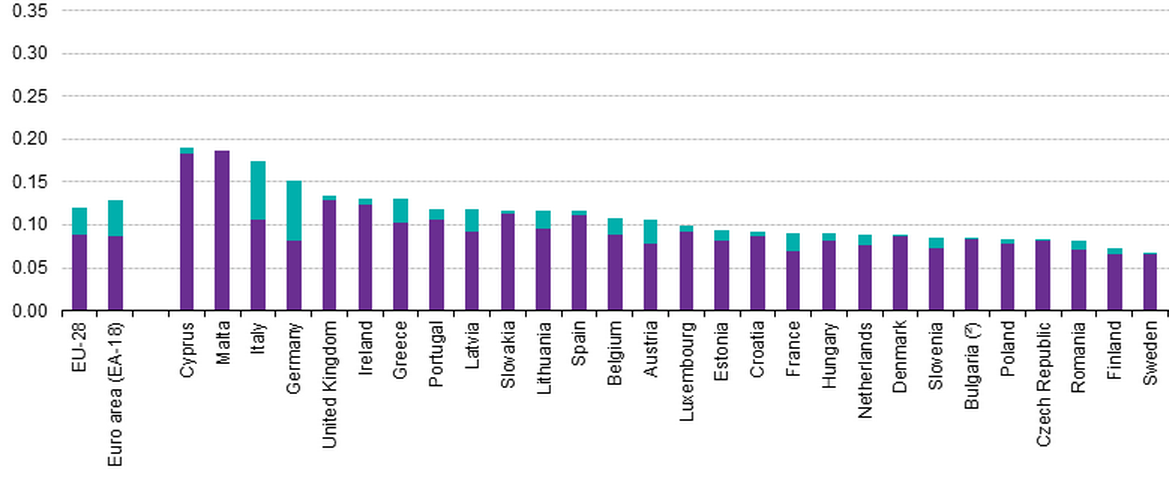 0.35
0.30
0.25
0.20
0.15
0.10
0.05
0.00
EU-28
Euro area (EA-18)
Cyprus
Malta
Italy
Germany
United Kingdom
Ireland
Greece
Portugal
Latvia
Slovakia
Lithuania
Spain
Belgium
Austria
Luxembourg
Estonia
Croatia
France
Hungary
Netherlands
Denmark
Slovenia
Bulgaria (²)
Poland
Czech Republic
Romania
Finland
Sweden